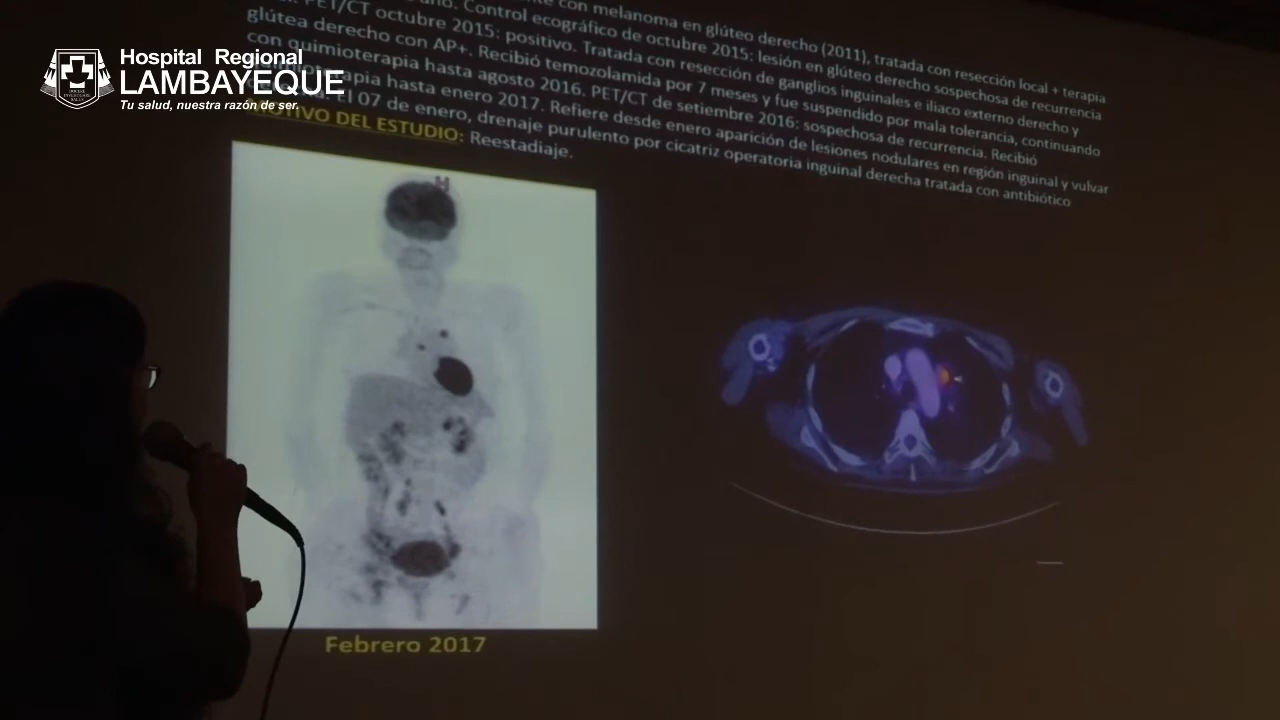 Hospital Regional
LAMBAYEQUE
Tu salud, nuestra razón de ser.
con melanoma en glúteo derecho (2011), tratada con resección local + terapia
Control ecográfico de octubre 2015: lesión en glúteo derecho sospechosa de recurrencia
PET/CT octubre 2015: positivo. Tratada con resección de ganglios inguinales e iliaco externo derecho y
glútea derecho con AP+. Recibió temozolamida por 7 meses y fue suspendido por mala tolerancia, continuando
con quimioterapia hasta agosto 2016. PET/CT de setiembre 2016: sospechosa de recurrencia. Recibió
hasta enero 2017. Refiere desde enero aparición de lesiones nodulares en región inguinal y vulvar
El 07 de enero, drenaje purulento por cicatriz operatoria inguinal derecha tratada con antibiótico
MOTIVO DEL ESTUDIO: Reestadiaje.
H
Febrero 2017